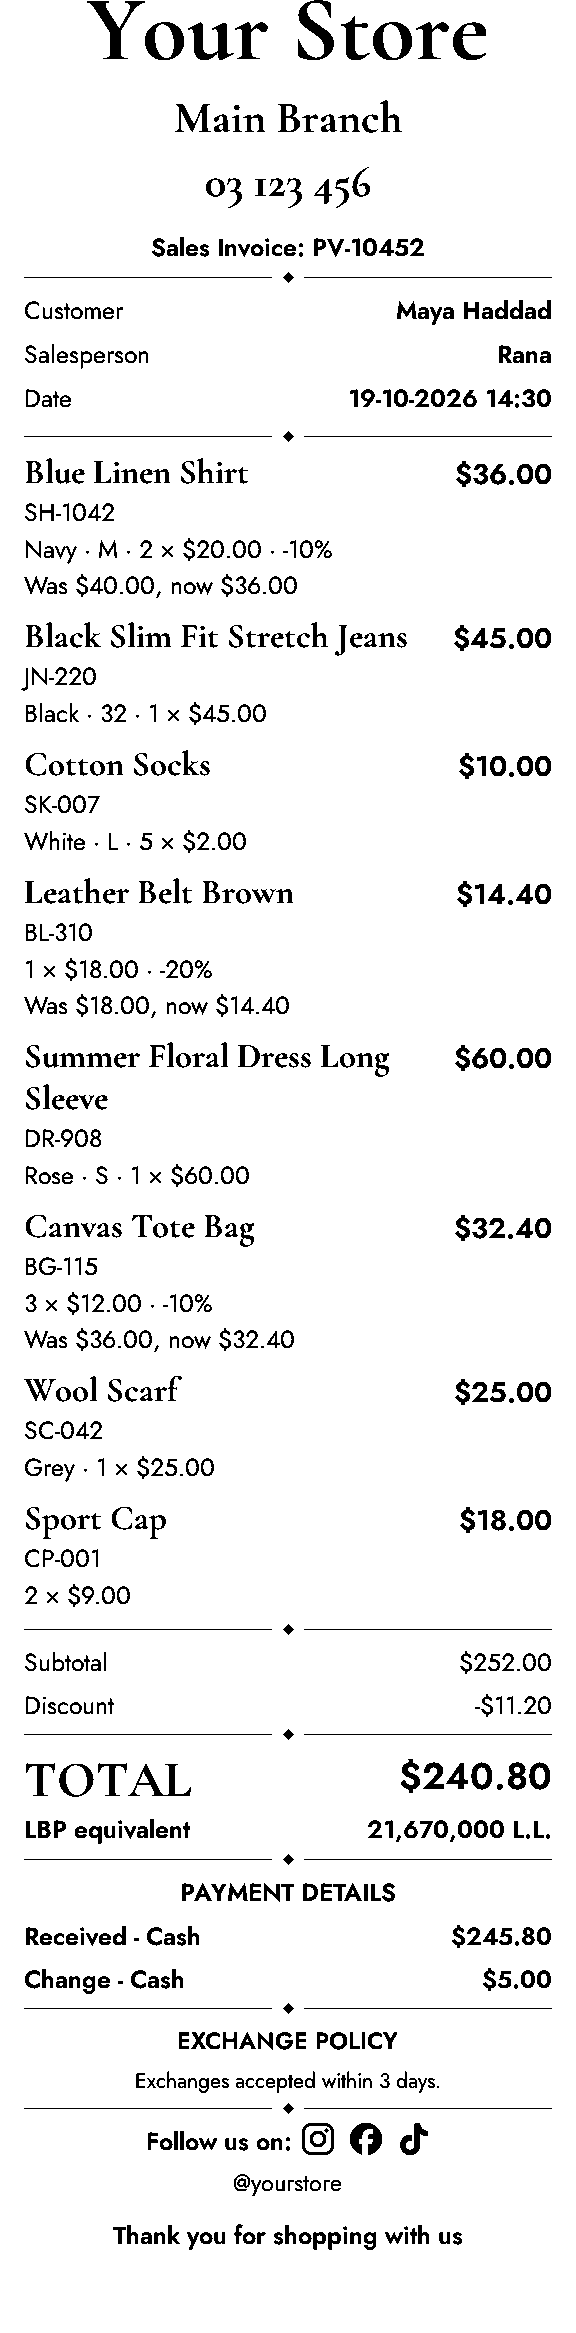 Your Store
Main Branch
03 123 456
Sales Invoice: PV-10452
Customer Maya Haddad
Salesperson Rana
Date 19-10-2026 14:30
Blue Linen Shirt $36.00
SH-1042
Navy · M · 2 × $20.00 · -10%
Was $40.00, now $36.00
Black Slim Fit Stretch Jeans $45.00
JN-220
Black · 32 · 1 × $45.00
Cotton Socks $10.00
SK-007
White · L · 5 × $2.00
Leather Belt Brown $14.40
BL-310
1 × $18.00 · -20%
Was $18.00, now $14.40
Summer Floral Dress Long $60.00
Sleeve
DR-908
Rose · S · 1 × $60.00
Canvas Tote Bag $32.40
BG-115
3 × $12.00 · -10%
Was $36.00, now $32.40
Wool Scarf $25.00
SC-042
Grey · 1 × $25.00
Sport Cap $18.00
CP-001
2 × $9.00
Subtotal $252.00
Discount -$11.20
TOTAL $240.80
LBP equivalent 21,670,000 L.L.
PAYMENT DETAILS
Received - Cash $245.80
Change - Cash $5.00
EXCHANGE POLICY
Exchanges accepted within 3 days.
Follow us on:
@yourstore
Thank you for shopping with us